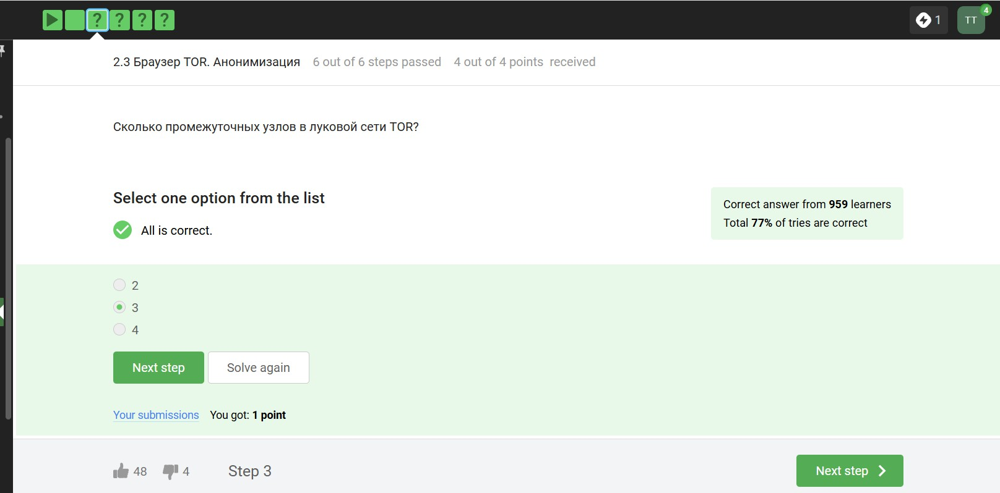 ? ? ? ?
1
TT
4
2.3 Браузер TOR. Анонимизация 6 out of 6 steps passed 4 out of 4 points received
Сколько промежуточных узлов в луковой сети TOR?
Select one option from the list
All is correct.
Correct answer from 959 learners
Total 77% of tries are correct
2
3
4
Next step Solve again
Your submissions You got: 1 point
48 4 Step 3
Next step